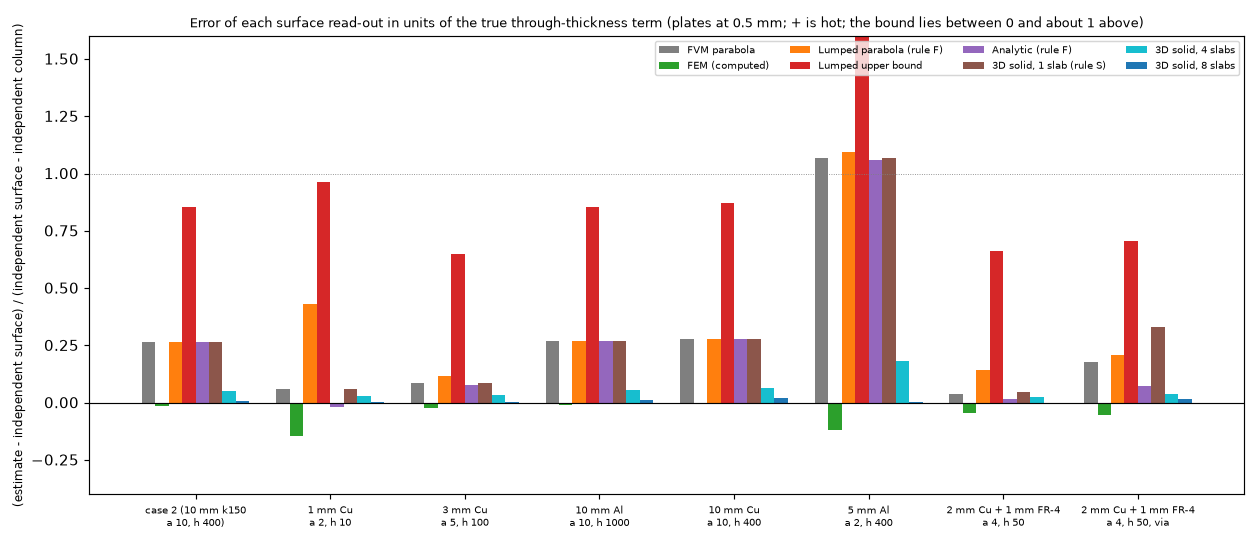 Error of each surface read-out in units of the true through-thickness term (plates at 0.5 mm; + is hot; the bound lies between 0 and about 1 above)
(estimate - independent surface) / (independent surface - independent column)
1.50
1.25
1.00
0.75
0.50
0.25
0.00
−0.25
FVM parabola
FEM (computed)
Lumped parabola (rule F)
Lumped upper bound
Analytic (rule F)
3D solid, 1 slab (rule S)
3D solid, 4 slabs
3D solid, 8 slabs
case 2 (10 mm k150
a 10, h 400)
1 mm Cu
a 2, h 10
3 mm Cu
a 5, h 100
10 mm Al
a 10, h 1000
10 mm Cu
a 10, h 400
5 mm Al
a 2, h 400
2 mm Cu + 1 mm FR-4
a 4, h 50
2 mm Cu + 1 mm FR-4
a 4, h 50, via